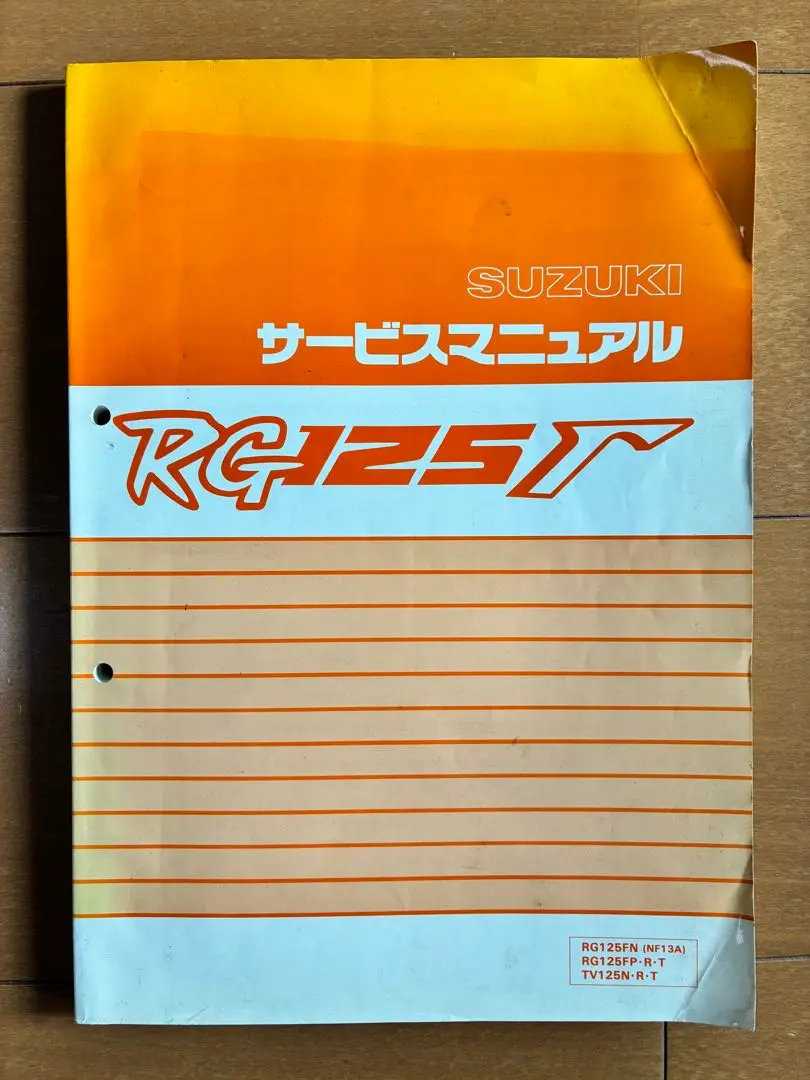 SUZUKI
サービスマニュアル
RG125Γ
RG125FN (NF13A)
RG125FP・R・T
TV125N・R・T